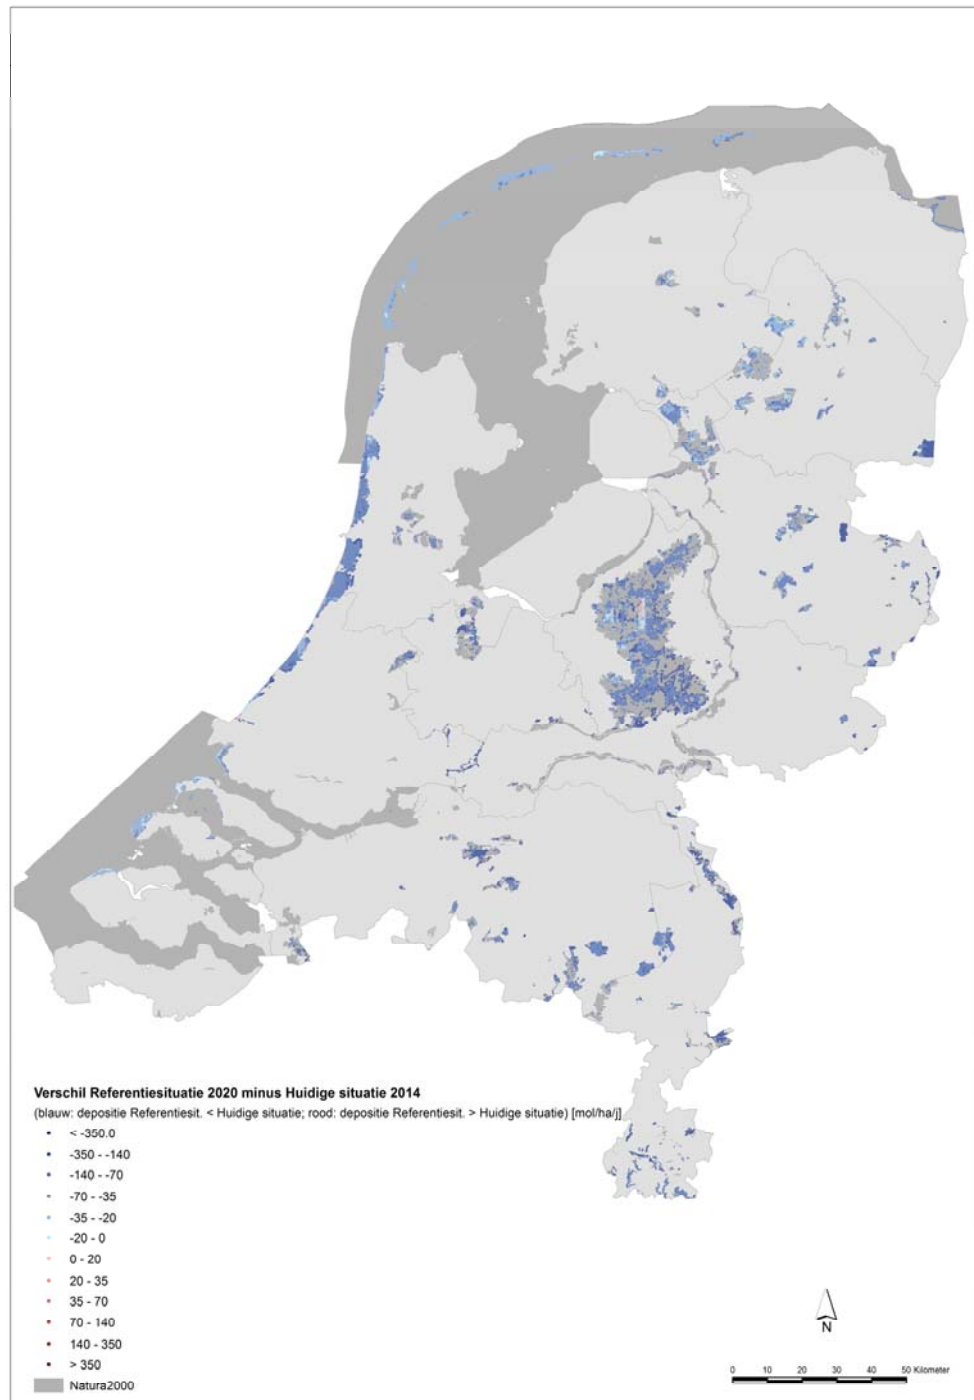 Verschil Referentiesituatie 2020 minus Huidige situatie 2014
(blauw: depositie Referentiesit. < Huidige situatie; rood: depositie Referentiesit. > Huidige situatie) [mol/ha/j]
< -350.0
-350 - -140
-140 - -70
-70 - -35
-35 - -20
-20 - 0
0 - 20
20 - 35
35 - 70
70 - 140
140 - 350
> 350
Natura2000
N
0 10 20 30 40 50 Kilometer